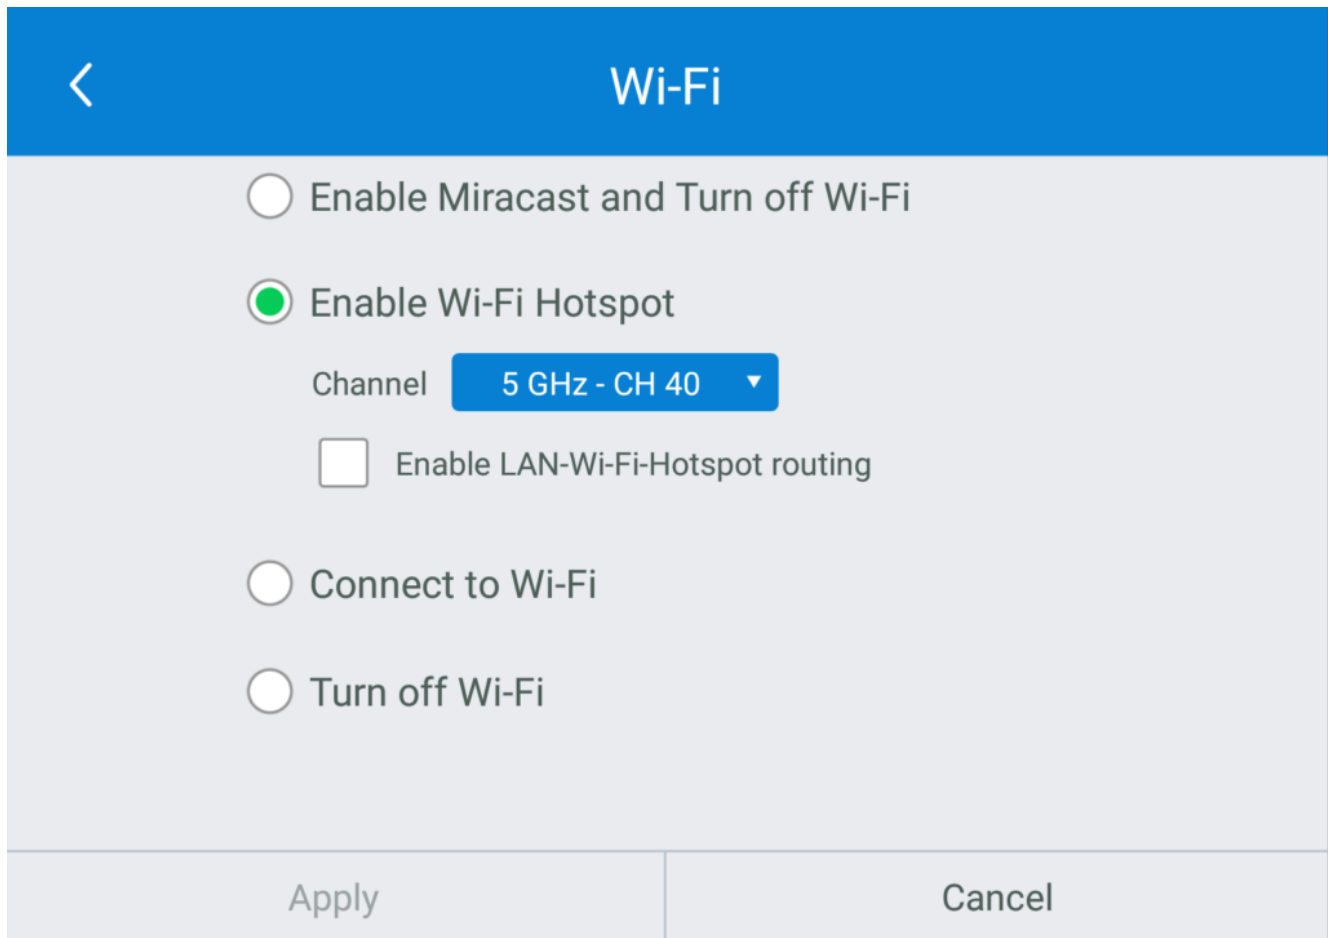 Wi-Fi
Enable Miracast and Turn off Wi-Fi
Enable Wi-Fi Hotspot
Channel 5 GHz - CH 40
Enable LAN-Wi-Fi-Hotspot routing
Connect to Wi-Fi
Turn off Wi-Fi
Apply Cancel